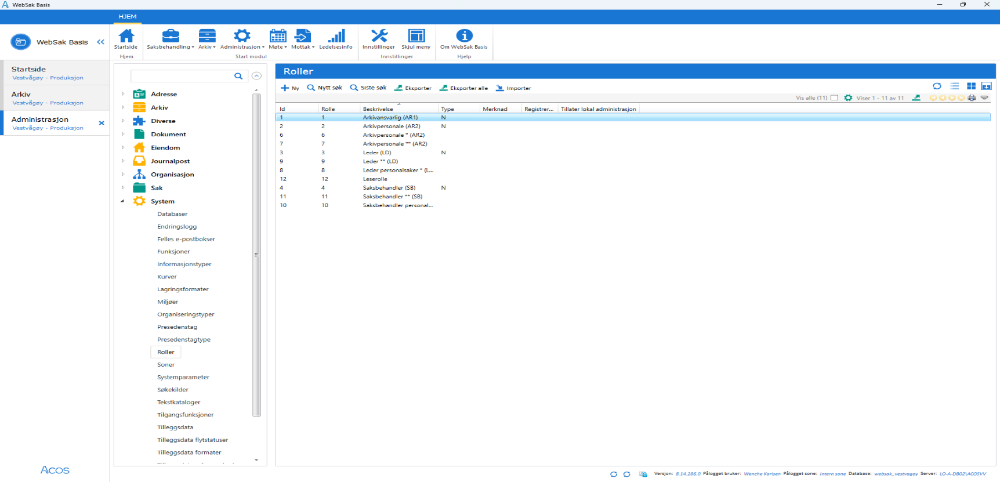 WebSak Basis
HJEM
WebSak Basis
Startside
Saksbehandling
Arkiv
Administrasjon
Møte
Mottak
Ledelsesinfo
Innstillinger
Skjul meny
Om WebSak Basis
Hjem
Start modul
Innstillinger
Hjelp
Startside
Vestvågøy - Produksjon
Arkiv
Vestvågøy - Produksjon
Administrasjon
Vestvågøy - Produksjon
Acos
Adresse
Arkiv
Diverse
Dokument
Eiendom
Journalpost
Organisasjon
Sak
System
Databaser
Endringslogg
Felles e-postbokser
Funksjoner
Informasjonstyper
Kurver
Lagringsformater
Miljøer
Organiseringstyper
Presedenstag
Presedenstagtype
Roller
Soner
Systemparameter
Søkekilder
Tekstkataloger
Tilgangsfunksjoner
Tilleggsdata
Tilleggsdata flytstatuser
Tilleggsdata formater
Roller
Ny Nytt søk Siste søk Eksporter Eksporter alle Importer
Vis alle (11) Viser 1 - 11 av 11
Id Rolle Beskrivelse Type Merknad Registrer... Tillater lokal administrasjon
1 1 Arkivansvarlig (AR1) N
2 2 Arkivpersonale (AR2) N
6 6 Arkivpersonale * (AR2)
7 7 Arkivpersonale ** (AR2)
3 3 Leder (LD) N
9 9 Leder ** (LD)
8 8 Leder personalsaker * (L...
12 12 Leserolle
4 4 Saksbehandler (SB) N
11 11 Saksbehandler ** (SB)
10 10 Saksbehandler personal...
Versjon: 8.14.286.0 Pålogget bruker: Wenche Karlsen Pålogget sone: Intern sone Database: websak_vestvagoy Server: LO-A-DB02\ACOSVV